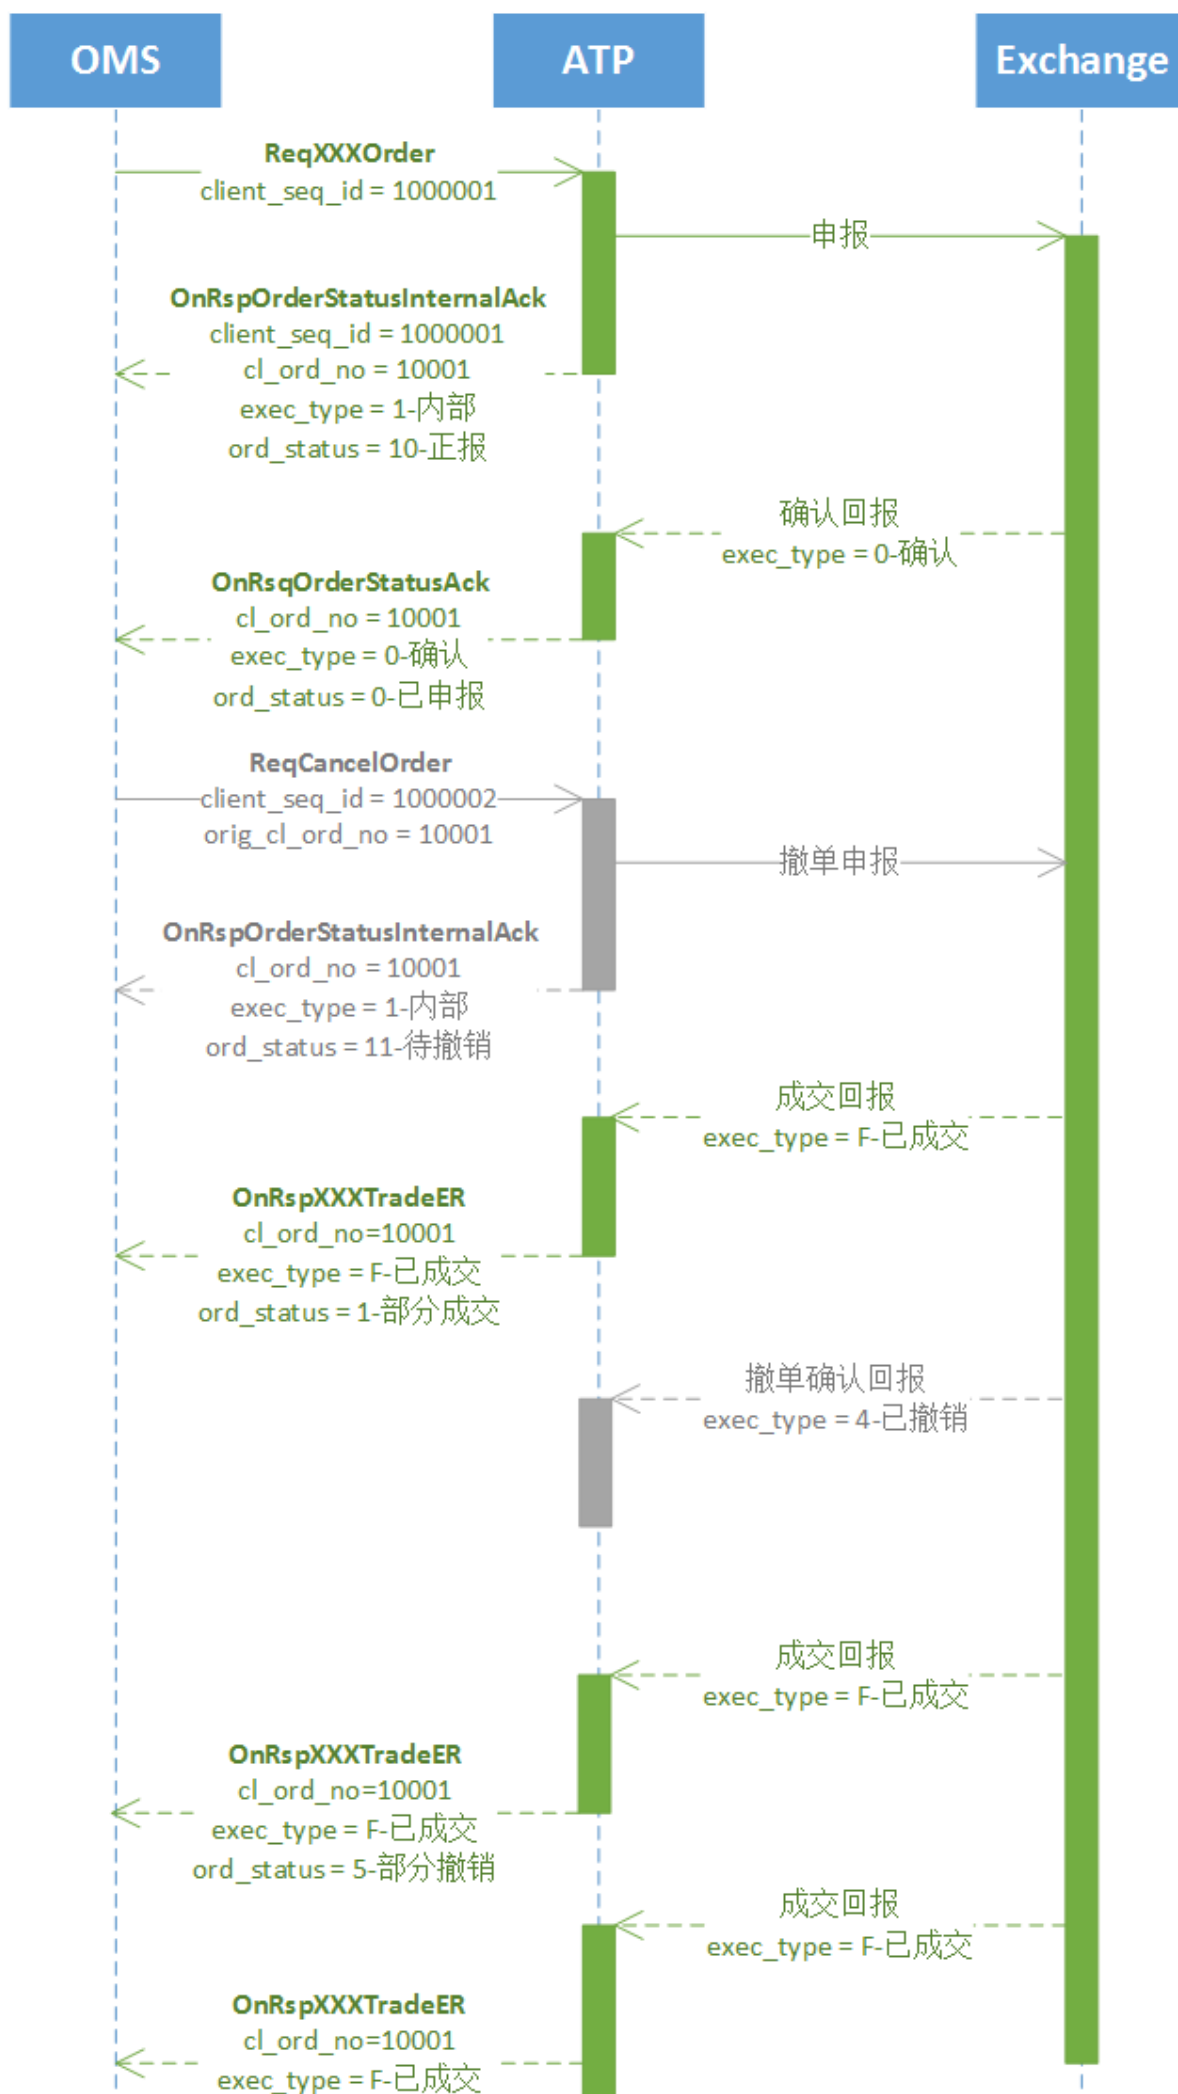 OMS
ATP
Exchange
ReqXXXOrder
client_seq_id = 1000001
申报
OnRspOrderStatusInternalAck
client_seq_id = 1000001
cl_ord_no = 10001
exec_type = 1-内部
ord_status = 10-正报
确认回报
exec_type = 0-确认
OnRsqOrderStatusAck
cl_ord_no = 10001
exec_type = 0-确认
ord_status = 0-已申报
ReqCancelOrder
client_seq_id = 1000002
orig_cl_ord_no = 10001
撤单申报
OnRspOrderStatusInternalAck
cl_ord_no = 10001
exec_type = 1-内部
ord_status = 11-待撤销
成交回报
exec_type = F-已成交
OnRspXXXTradeER
cl_ord_no=10001
exec_type = F-已成交
ord_status = 1-部分成交
撤单确认回报
exec_type = 4-已撤销
成交回报
exec_type = F-已成交
OnRspXXXTradeER
cl_ord_no=10001
exec_type = F-已成交
ord_status = 5-部分撤销
成交回报
exec_type = F-已成交
OnRspXXXTradeER
cl_ord_no=10001
exec_type = F-已成交